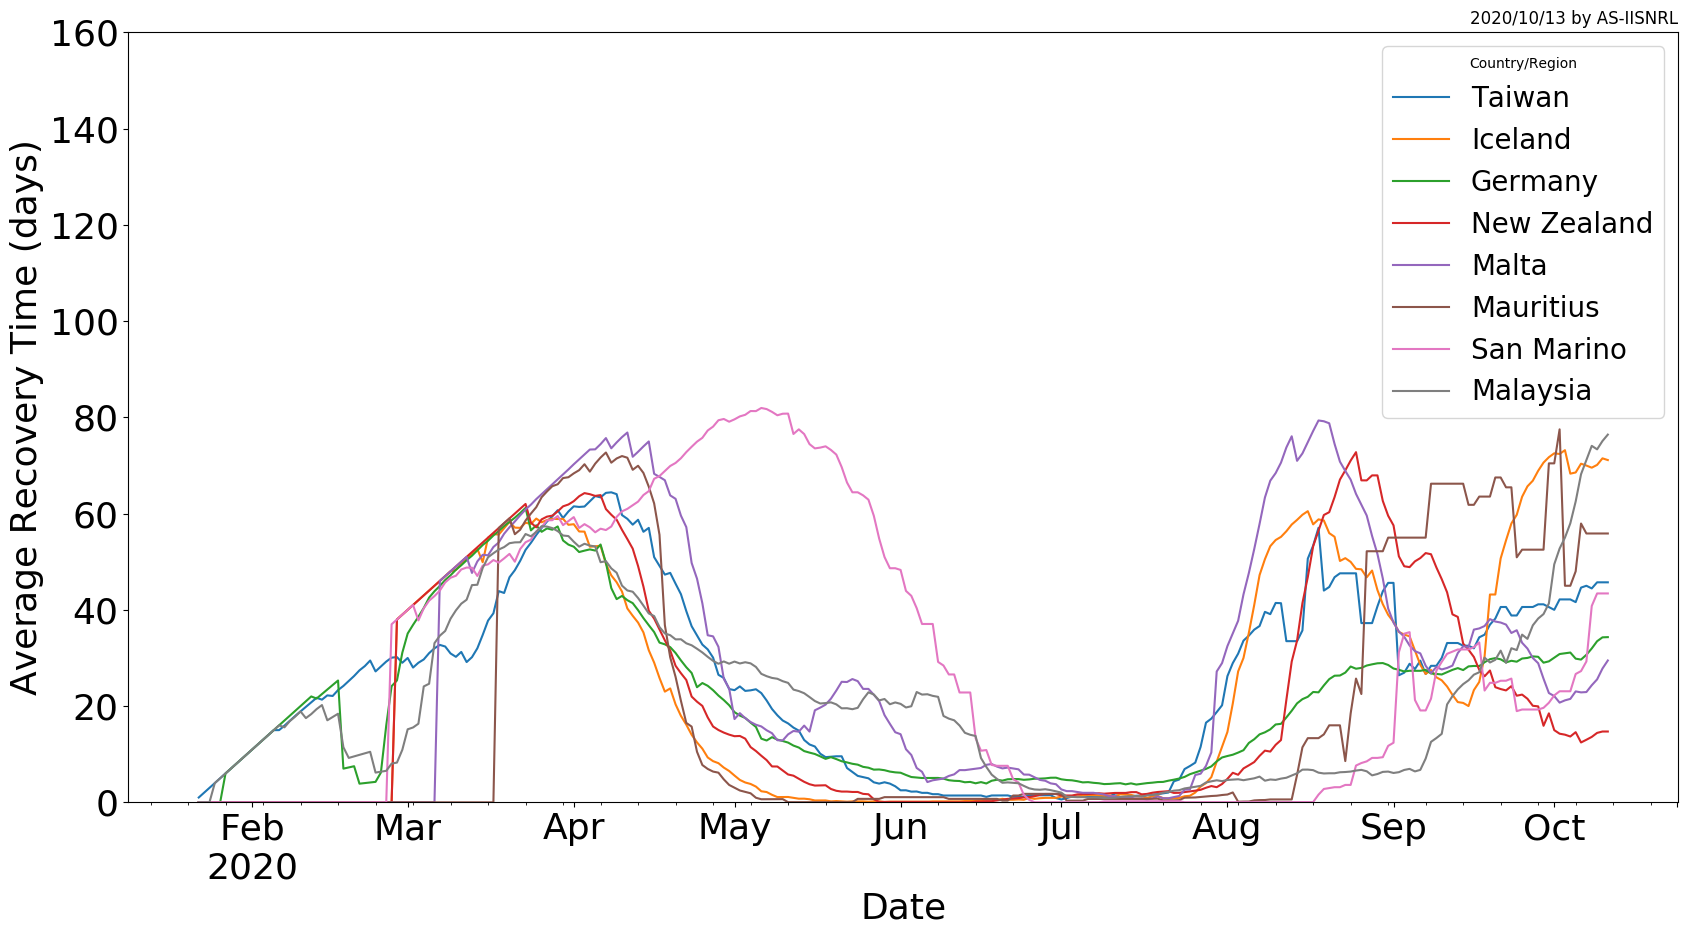 2020/10/13 by AS-IISNRL
Average Recovery Time (days)
160
140
120
100
80
60
40
20
0
Country/Region
Taiwan
Iceland
Germany
New Zealand
Malta
Mauritius
San Marino
Malaysia
Feb Mar Apr May Jun Jul Aug Sep Oct
2020
Date